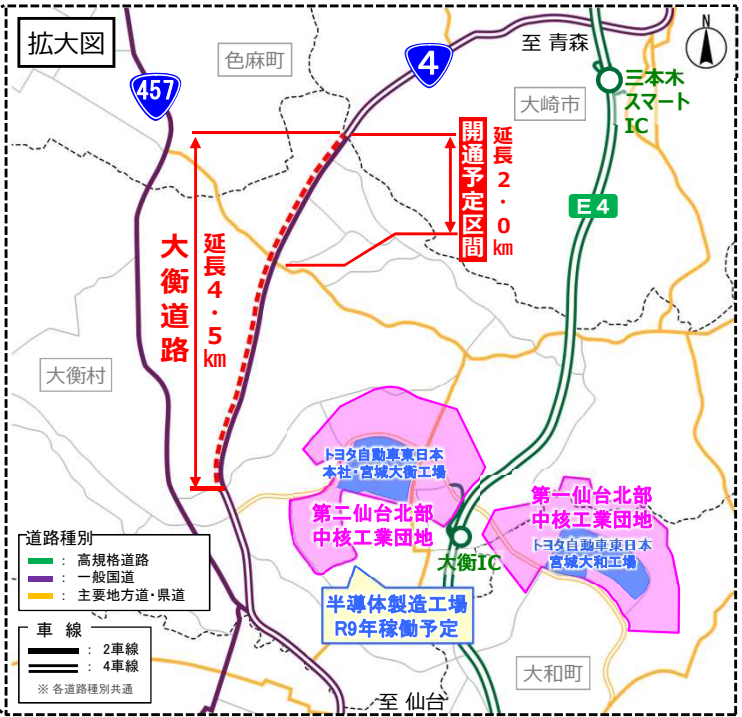 拡大図
457
色麻町
4
至 青森
N
大崎市
三本木
スマート
IC
E4
開通予定区間
延長2・0km
大衡道路
延長4・5km
大衡村
トヨタ自動車東日本
本社・宮城大衡工場
第二仙台北部
中核工業団地
第一仙台北部
中核工業団地
トヨタ自動車東日本
宮城大和工場
大衡IC
半導体製造工場
R9年稼働予定
大和町
至 仙台
道路種別
： 高規格道路
： 一般国道
： 主要地方道・県道
車 線
： 2車線
： 4車線
※ 各道路種別共通